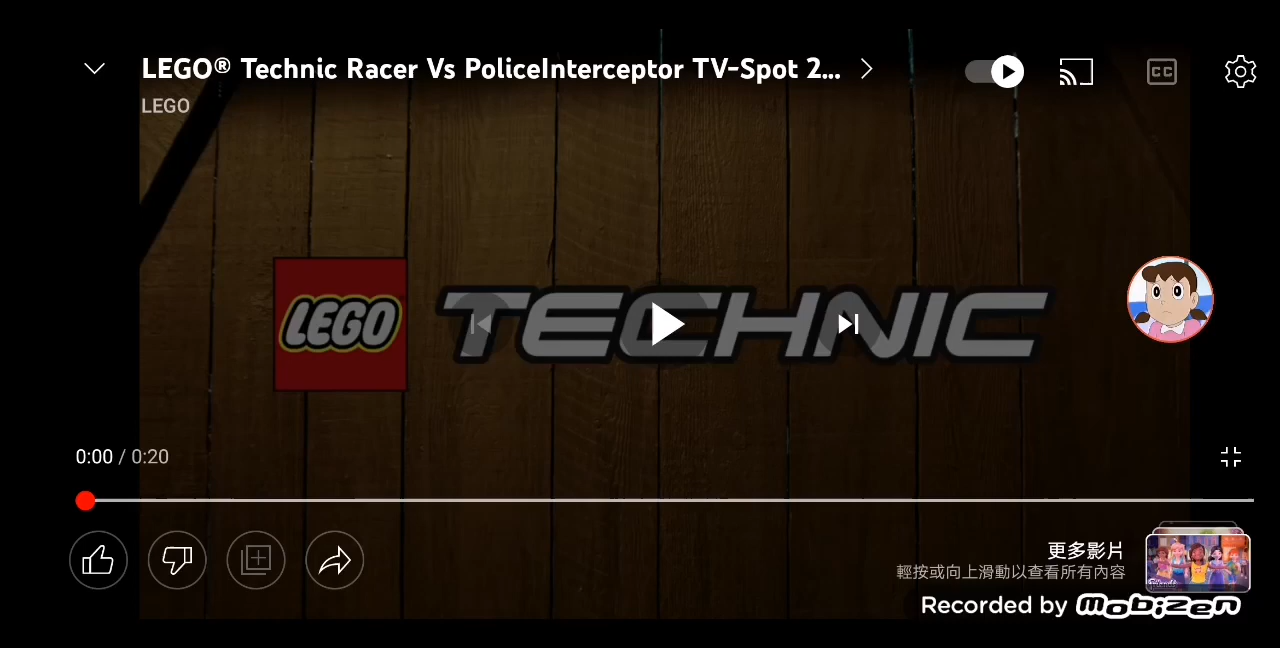 LEGO® Technic Racer Vs PoliceInterceptor TV-Spot 2...
LEGO
CC
LEGO TECHNIC
0:00 / 0:20
更多影片
輕按或向上滑動以查看所有內容
Recorded by Mobizen